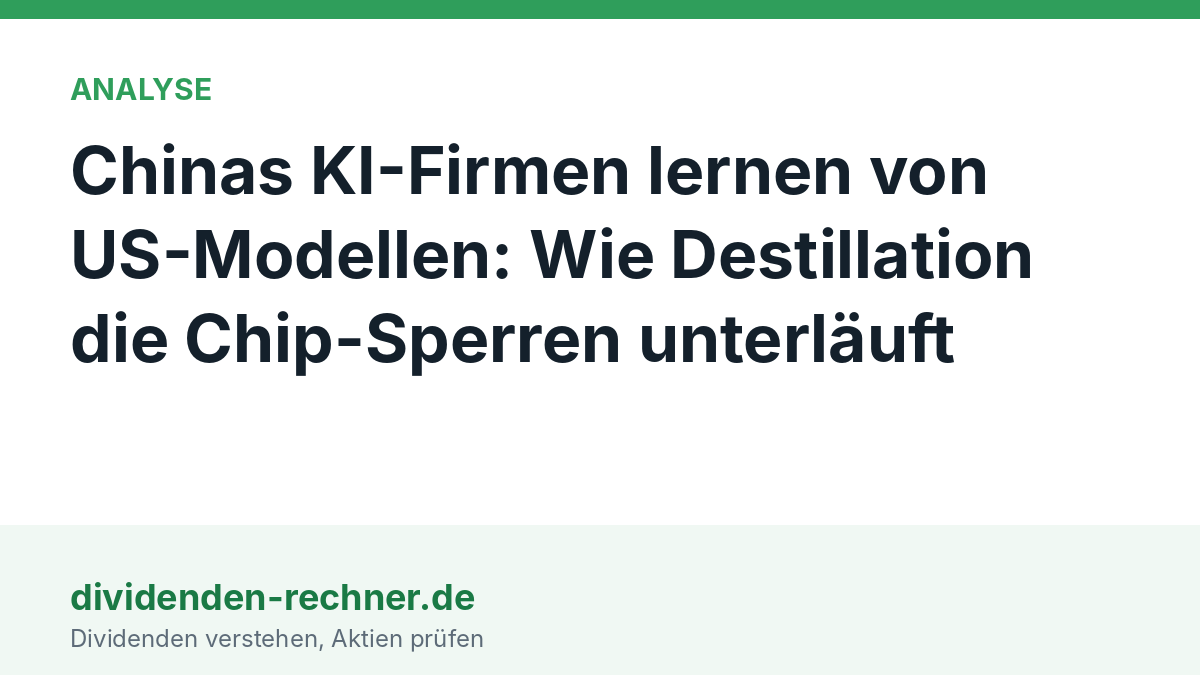 ANALYSE
Chinas KI-Firmen lernen von
US-Modellen: Wie Destillation
die Chip-Sperren unterläuft
dividenden-rechner.de
Dividenden verstehen, Aktien prüfen